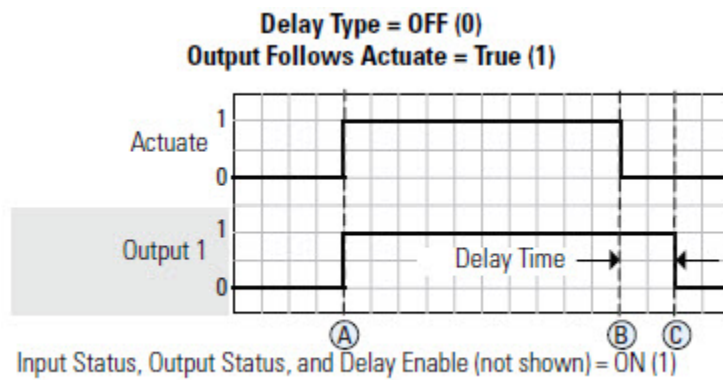 Delay Type = OFF (0)
Output Follows Actuate = True (1)
1
Actuate
0
1
Output 1
Delay Time
0
A B C
Input Status, Output Status, and Delay Enable (not shown) = ON (1)